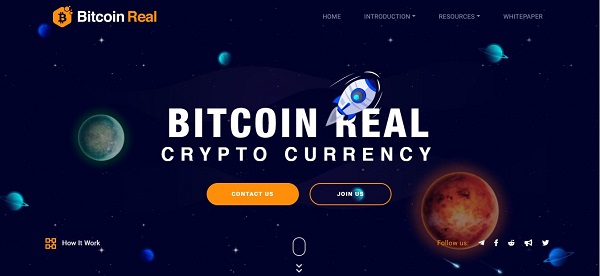 Bitcoin Real
HOME INTRODUCTION RESOURCES WHITEPAPER
BITCOIN REAL
CRYPTO CURRENCY
CONTACT US JOIN US
How It Work Follow us: